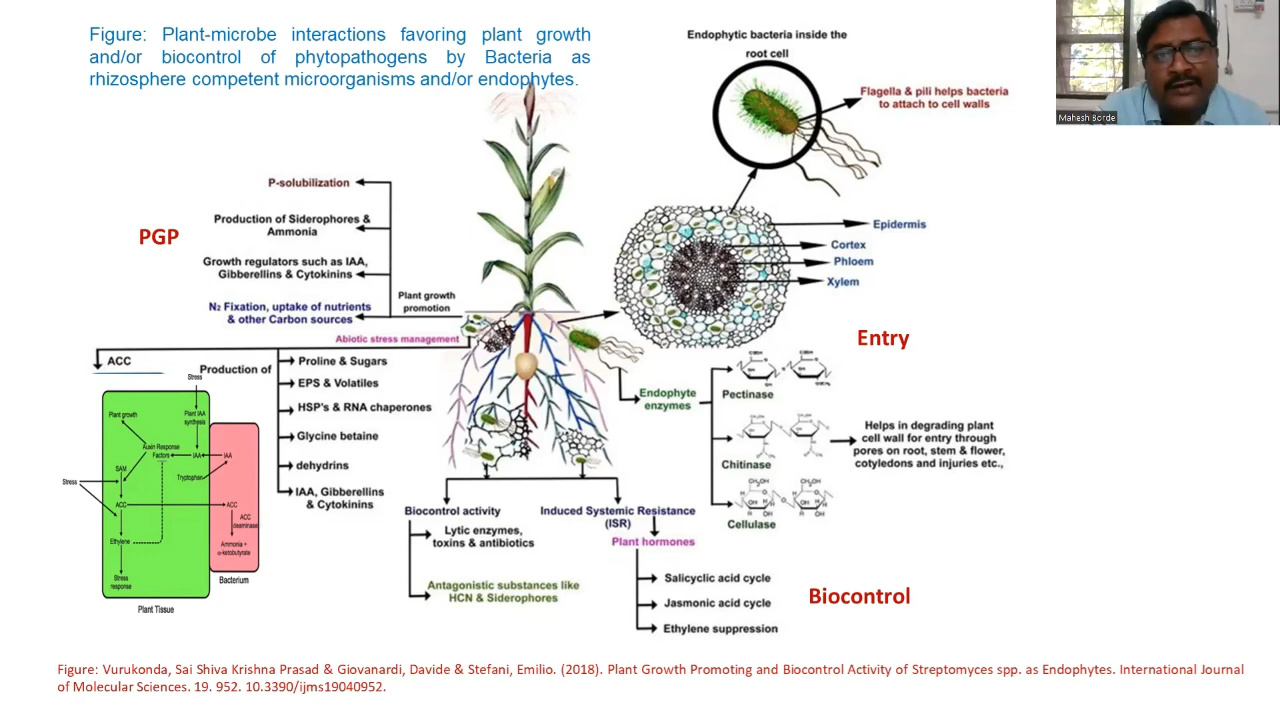 Figure: Plant-microbe interactions favoring plant growth
and/or biocontrol of phytopathogens by Bacteria as
rhizosphere competent microorganisms and/or endophytes.
Endophytic bacteria inside the
root cell
Flagella & pili helps bacteria
to attach to cell walls
Mahesh Borde
PGP
P-solubilization
Production of Siderophores &
Ammonia
Growth regulators such as IAA,
Gibberellins & Cytokinins
N2 Fixation, uptake of nutrients
& other Carbon sources
Plant growth
promotion
Epidermis
Cortex
Phloem
Xylem
Entry
Abiotic stress management
ACC
Production of
Proline & Sugars
EPS & Volatiles
HSP's & RNA chaperones
Glycine betaine
dehydrins
IAA, Gibberellins
& Cytokinins
Stress
Plant growth
Plant IAA
synthesis
Auxin Response
Factors
IAA
IAA
SAM
Tryptophan
Stress
ACC
ACC
ACC
deaminase
Ethylene
Ammonia +
α-ketobutyrate
Stress
response
Bacterium
Plant Tissue
Endophyte
enzymes
Pectinase
Chitinase
Cellulase
Helps in degrading plant
cell wall for entry through
pores on root, stem & flower,
cotyledons and injuries etc.,
Biocontrol activity
Lytic enzymes,
toxins & antibiotics
Antagonistic substances like
HCN & Siderophores
Induced Systemic Resistance
(ISR)
Plant hormones
Salicyclic acid cycle
Jasmonic acid cycle
Ethylene suppression
Biocontrol
Figure: Vurukonda, Sai Shiva Krishna Prasad & Giovanardi, Davide & Stefani, Emilio. (2018). Plant Growth Promoting and Biocontrol Activity of Streptomyces spp. as Endophytes. International Journal
of Molecular Sciences. 19. 952. 10.3390/ijms19040952.